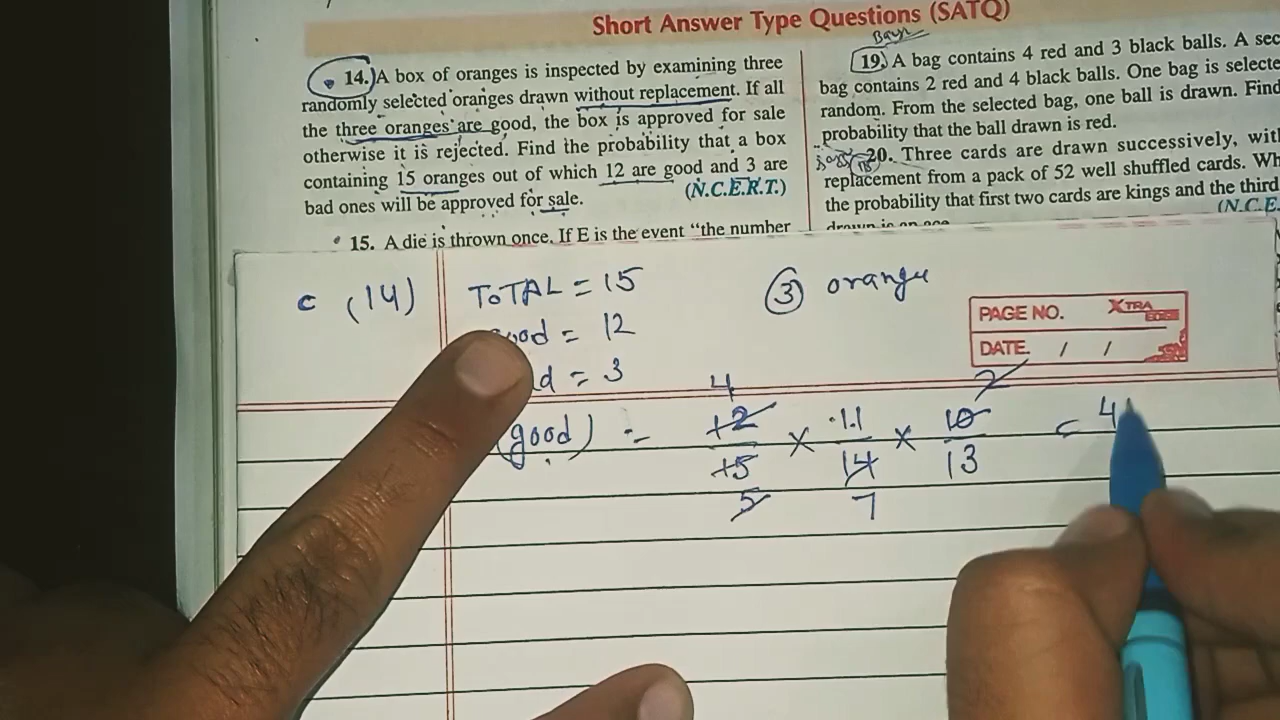 Short Answer Type Questions (SATQ)
14. A box of oranges is inspected by examining three
randomly selected oranges drawn without replacement. If all
the three oranges are good, the box is approved for sale
otherwise it is rejected. Find the probability that a box
containing 15 oranges out of which 12 are good and 3 are
bad ones will be approved for sale. (N.C.E.R.T.)
15. A die is thrown once. If E is the event “the number
19. A bag contains 4 red and 3 black balls. A sec
bag contains 2 red and 4 black balls. One bag is selecte
random. From the selected bag, one ball is drawn. Find
probability that the ball drawn is red.
20. Three cards are drawn successively, wit
replacement from a pack of 52 well shuffled cards. Wh
the probability that first two cards are kings and the third
(N.C.E.
(14) TOTAL = 15
③ orange
good = 12
d = 3
PAGE NO.
XTRA EDGE
DATE. / /
4 2
(good) = 12/15 × 11/14 × 10/13 = 4
5 7